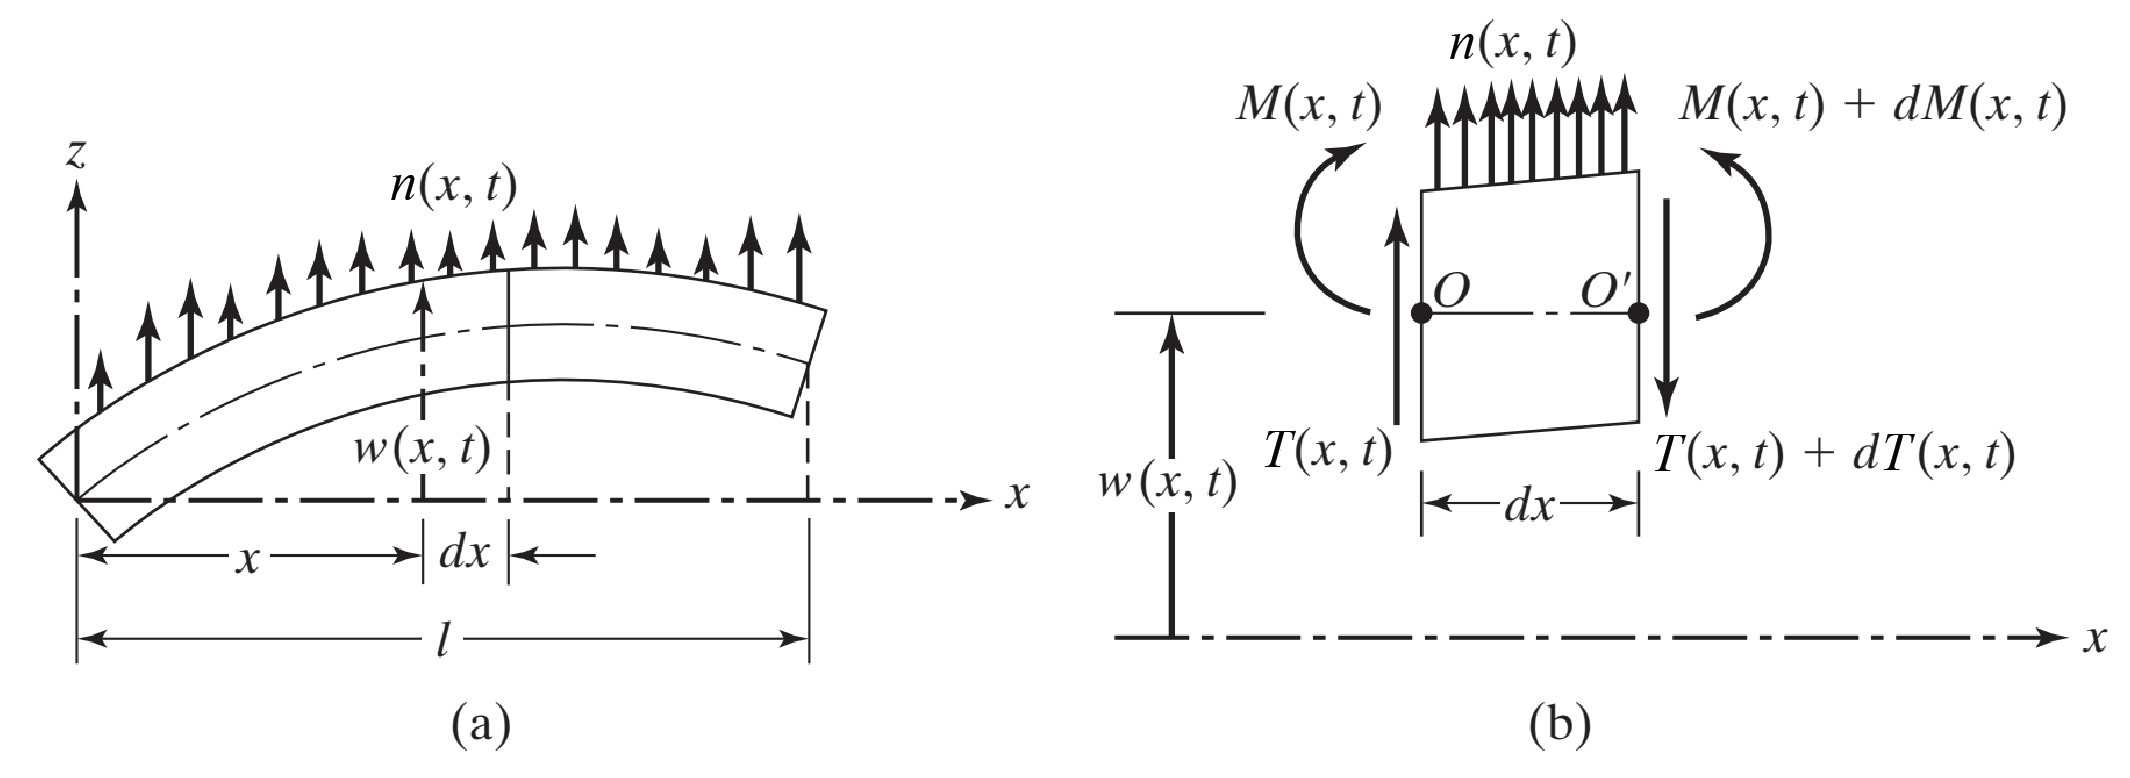 z
n(x, t)
w(x, t)
x
x
dx
l
(a)
n(x, t)
M(x, t)
M(x, t) + dM(x, t)
O
O′
T(x, t)
T(x, t) + dT(x, t)
w(x, t)
dx
x
(b)